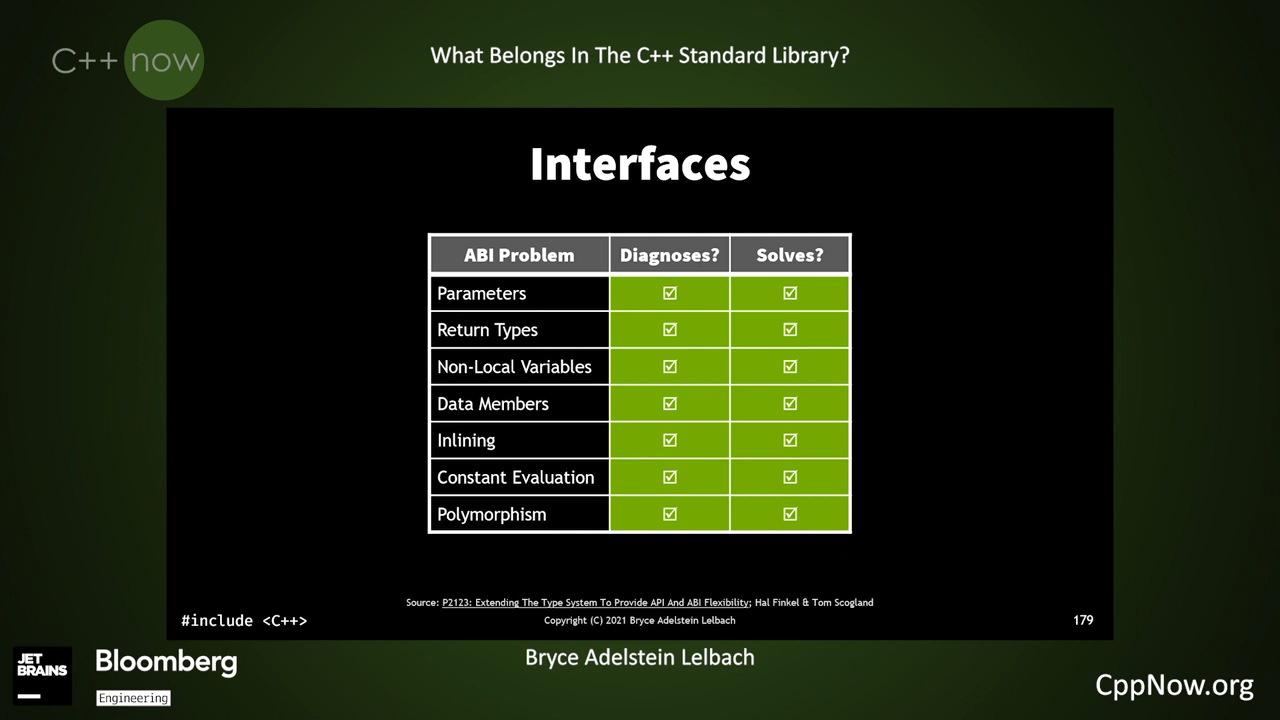 C++ now
What Belongs In The C++ Standard Library?
Interfaces
ABI Problem Diagnoses? Solves?
Parameters ☑ ☑
Return Types ☑ ☑
Non-Local Variables ☑ ☑
Data Members ☑ ☑
Inlining ☑ ☑
Constant Evaluation ☑ ☑
Polymorphism ☑ ☑
Source: P2123: Extending The Type System To Provide API And ABI Flexibility; Hal Finkel & Tom Scogland
#include <C++> Copyright (C) 2021 Bryce Adelstein Lelbach 179
JET
BRAINS
Bloomberg
Engineering
Bryce Adelstein Lelbach
CppNow.org